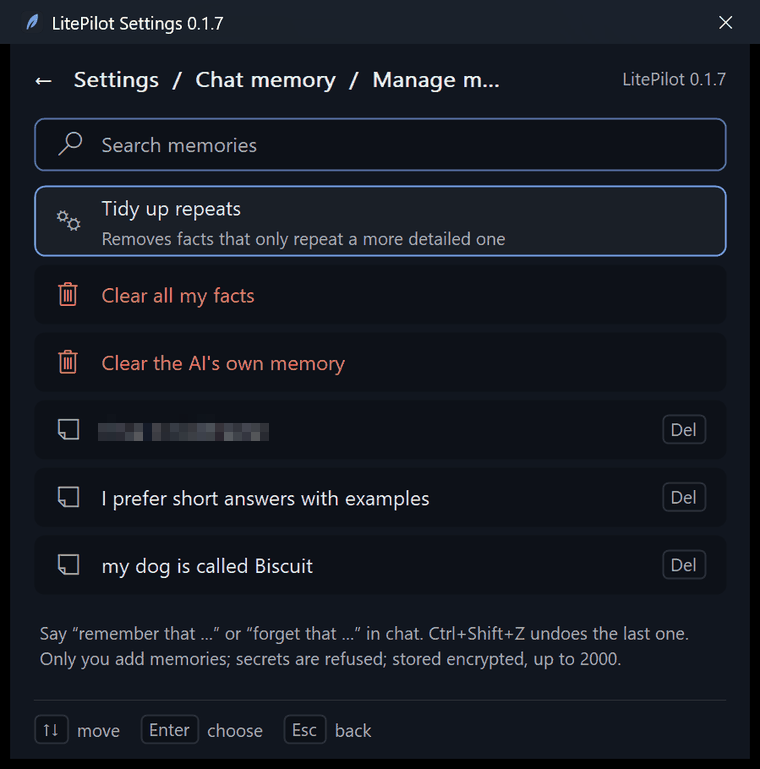 LitePilot Settings 0.1.7
← Settings / Chat memory / Manage m...
LitePilot 0.1.7
Search memories
Tidy up repeats
Removes facts that only repeat a more detailed one
Clear all my facts
Clear the AI's own memory
Del
I prefer short answers with examples
Del
my dog is called Biscuit
Del
Say “remember that ...” or “forget that ...” in chat. Ctrl+Shift+Z undoes the last one.
Only you add memories; secrets are refused; stored encrypted, up to 2000.
↑↓ move Enter choose Esc back